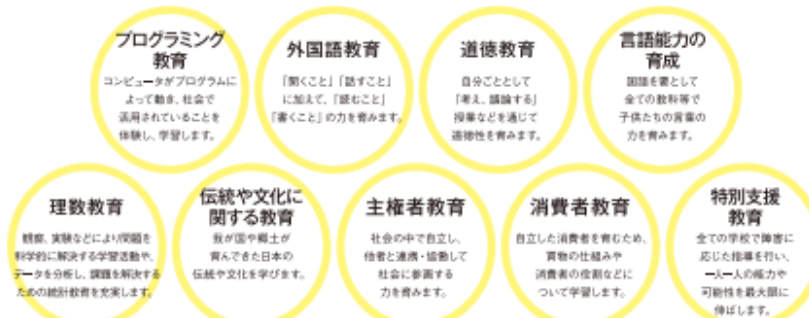 プログラミング
教育
コンピュータがプログラムに
よって動き、社会で
活用されていることを
体験し、学習します。
外国語教育
「聞くこと」「話すこと」
に加えて、「読むこと」
「書くこと」の力を育みます。
道徳教育
自分ごととして
「考え、議論する」
授業などを通じて
道徳性を育みます。
言語能力の
育成
国語を要として
全ての教科等で
子供たちの言葉の
力を育みます。
理数教育
観察、実験などにより問題を
科学的に解決する学習活動や、
データを分析し、課題を解決する
ための統計教育を充実します。
伝統や文化に
関する教育
我が国や郷土が
育んできた日本の
伝統や文化を学びます。
主権者教育
社会の中で自立し、
他者と連携・協働して
社会に参画する
力を育みます。
消費者教育
自立した消費者を育むため、
買物の仕組みや
消費者の役割などに
ついて学習します。
特別支援
教育
全ての学校で障害に
応じた指導を行い、
一人一人の能力や
可能性を最大限に
伸ばします。